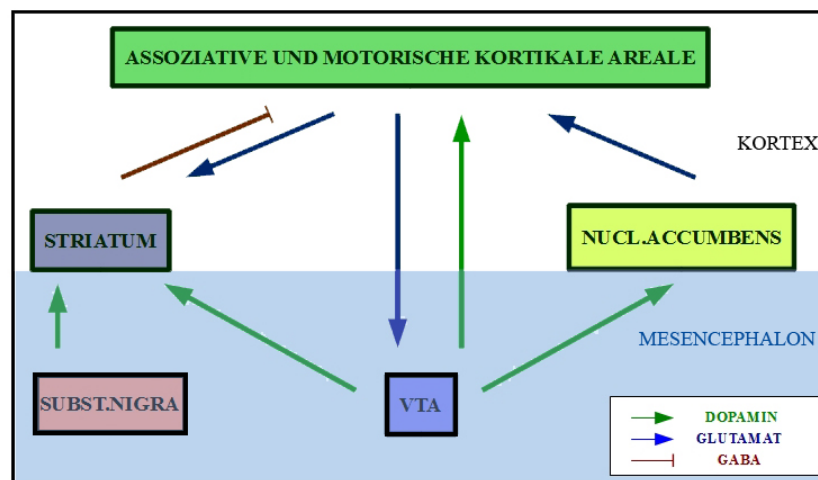 ASSOZIATIVE UND MOTORISCHE KORTIKALE AREALE
KORTEX
STRIATUM
NUCL.ACCUMBENS
MESENCEPHALON
SUBST.NIGRA
VTA
DOPAMIN
GLUTAMAT
GABA